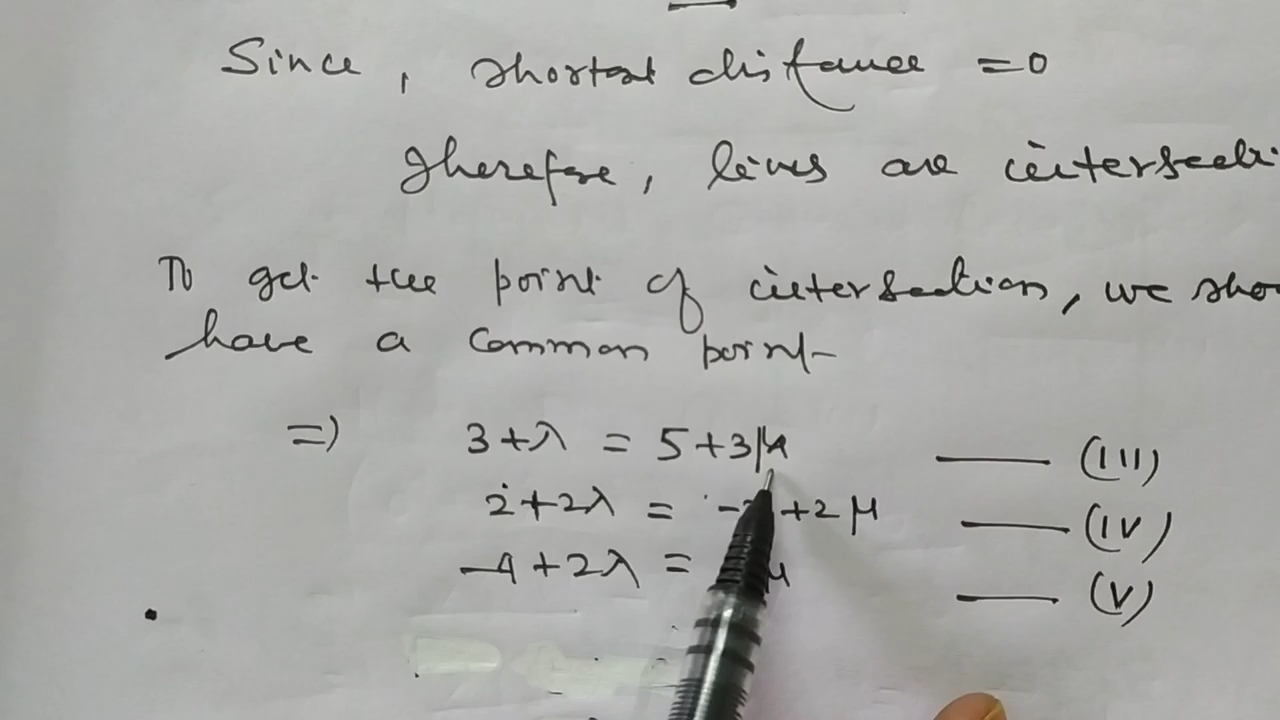 Since, shortest distance = 0
Therefore, lines are intersecti
To get the point of intersection, we sho
have a common point
=) 3+λ = 5+3μ —— (III)
2+2λ = - +2μ —— (IV)
-4+2λ = μ —— (V)